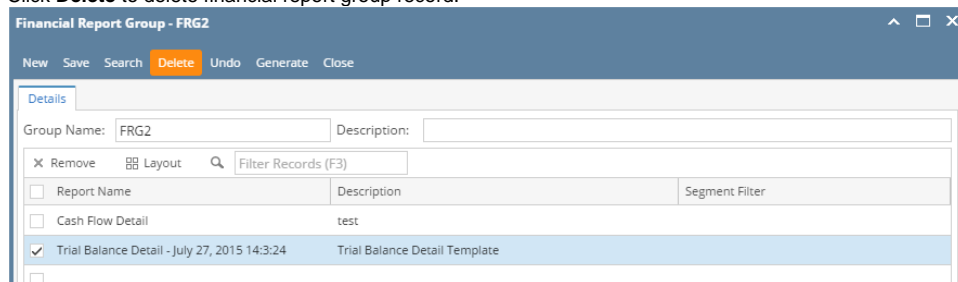 Click Delete to delete financial report group record.
Financial Report Group - FRG2
New Save Search Delete Undo Generate Close
Details
Group Name: FRG2 Description:
Remove Layout Filter Records (F3)
Report Name Description Segment Filter
Cash Flow Detail test
Trial Balance Detail - July 27, 2015 14:3:24 Trial Balance Detail Template